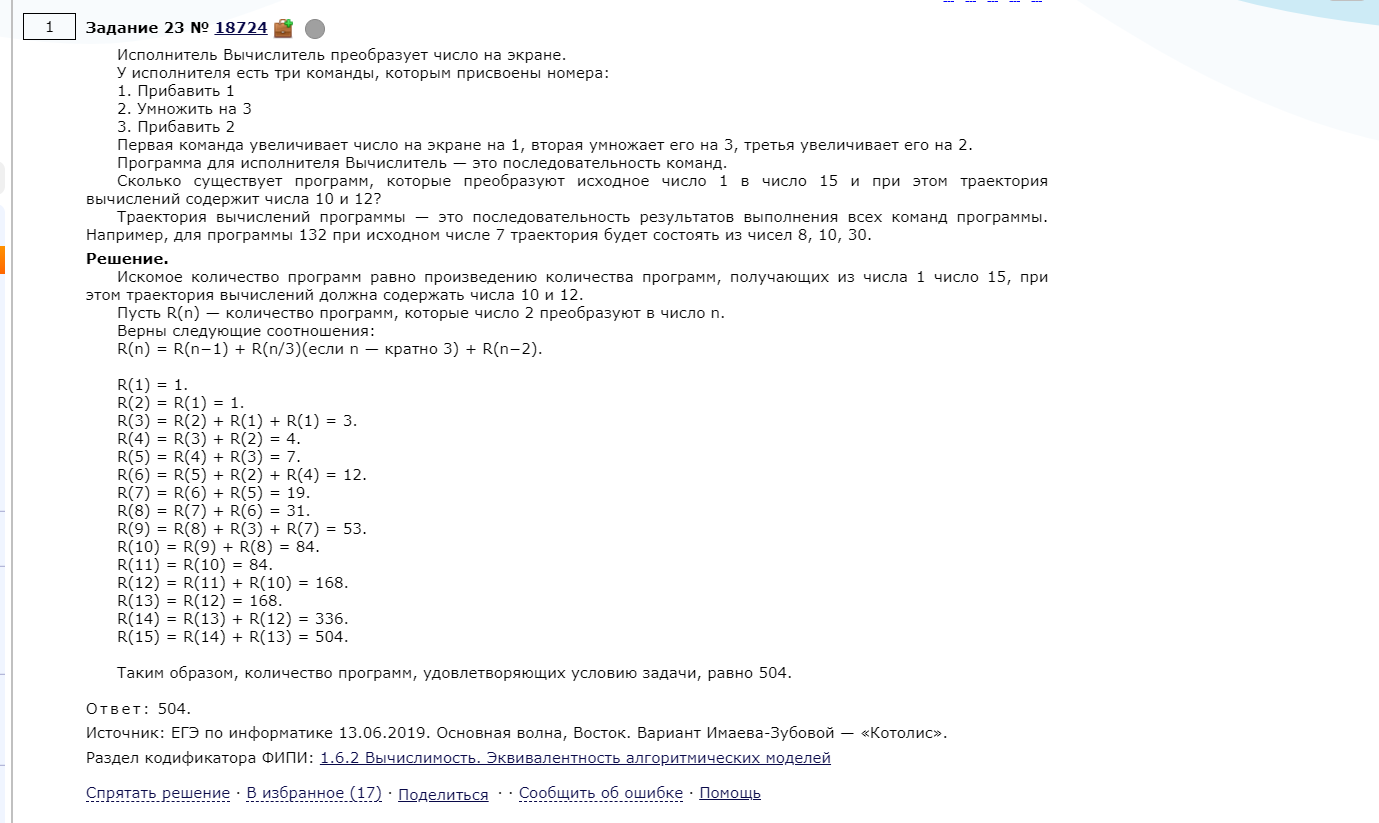 1
Задание 23 № 18724
Исполнитель Вычислитель преобразует число на экране.
У исполнителя есть три команды, которым присвоены номера:
1. Прибавить 1
2. Умножить на 3
3. Прибавить 2
Первая команда увеличивает число на экране на 1, вторая умножает его на 3, третья увеличивает его на 2.
Программа для исполнителя Вычислитель — это последовательность команд.
Сколько существует программ, которые преобразуют исходное число 1 в число 15 и при этом траектория
вычислений содержит числа 10 и 12?
Траектория вычислений программы — это последовательность результатов выполнения всех команд программы.
Например, для программы 132 при исходном числе 7 траектория будет состоять из чисел 8, 10, 30.
Решение.
Искомое количество программ равно произведению количества программ, получающих из числа 1 число 15, при
этом траектория вычислений должна содержать числа 10 и 12.
Пусть R(n) — количество программ, которые число 2 преобразуют в число n.
Верны следующие соотношения:
R(n) = R(n−1) + R(n/3)(если n — кратно 3) + R(n−2).
R(1) = 1.
R(2) = R(1) = 1.
R(3) = R(2) + R(1) + R(1) = 3.
R(4) = R(3) + R(2) = 4.
R(5) = R(4) + R(3) = 7.
R(6) = R(5) + R(2) + R(4) = 12.
R(7) = R(6) + R(5) = 19.
R(8) = R(7) + R(6) = 31.
R(9) = R(8) + R(3) + R(7) = 53.
R(10) = R(9) + R(8) = 84.
R(11) = R(10) = 84.
R(12) = R(11) + R(10) = 168.
R(13) = R(12) = 168.
R(14) = R(13) + R(12) = 336.
R(15) = R(14) + R(13) = 504.
Таким образом, количество программ, удовлетворяющих условию задачи, равно 504.
Ответ: 504.
Источник: ЕГЭ по информатике 13.06.2019. Основная волна, Восток. Вариант Имаева-Зубовой — «Котолис».
Раздел кодификатора ФИПИ: 1.6.2 Вычислимость. Эквивалентность алгоритмических моделей
Спрятать решение · В избранное (17) · Поделиться · · Сообщить об ошибке · Помощь